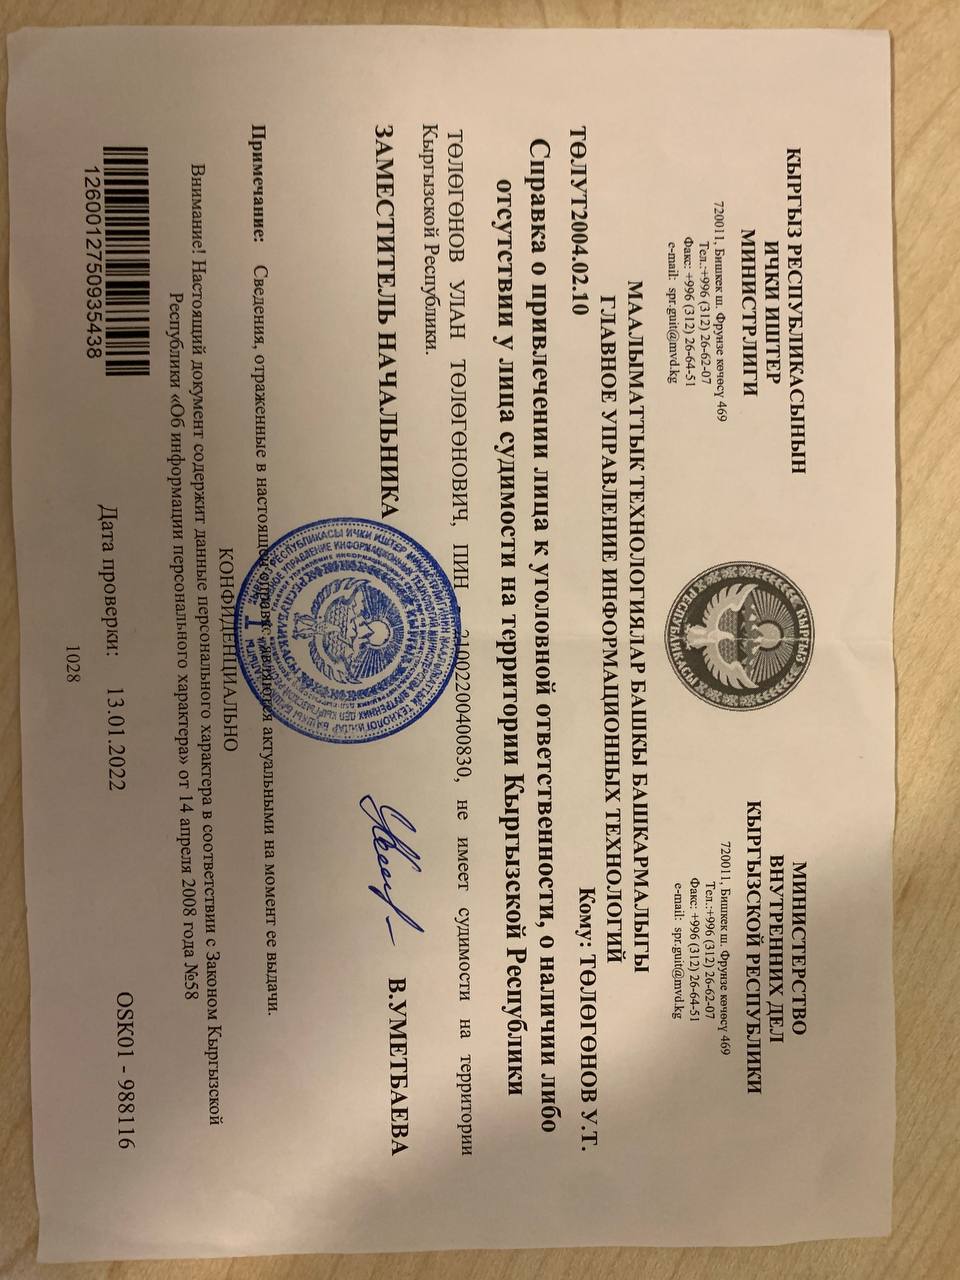 КЫРГЫЗ РЕСПУБЛИКАСЫНЫН
ИЧКИ ИШТЕР
МИНИСТРЛИГИ
720011, Бишкек ш. Фрунзе көчөсү 469
Тел.:+996 (312) 26-62-07
Факс: +996 (312) 26-64-51
e-mail: spr.guit@mvd.kg
КЫРГЫЗ
РЕСПУБЛИКАСЫ
МИНИСТЕРСТВО
ВНУТРЕННИХ ДЕЛ
КЫРГЫЗСКОЙ РЕСПУБЛИКИ
720011, Бишкек ш. Фрунзе көчөсү 469
Тел.:+996 (312) 26-62-07
Факс: +996 (312) 26-64-51
e-mail: spr.guit@mvd.kg
МААЛЫМАТТЫК ТЕХНОЛОГИЯЛАР БАШКЫ БАШКАРМАЛЫГЫ
ГЛАВНОЕ УПРАВЛЕНИЕ ИНФОРМАЦИОННЫХ ТЕХНОЛОГИЙ
ТӨЛУТ2004.02.10 Кому: ТӨЛӨГӨНОВ У.Т.
Справка о привлечении лица к уголовной ответственности, о наличии либо
отсутствии у лица судимости на территории Кыргызской Республики
ТӨЛӨГӨНОВ УЛАН ТӨЛӨГӨНОВИЧ, ПИН - 21002200400830, не имеет судимости на территории
Кыргызской Республики.
ЗАМЕСТИТЕЛЬ НАЧАЛЬНИКА В.УМЕТБАЕВА
Примечание: Сведения, отраженные в настоящей справке, являются актуальными на момент ее выдачи.
КОНФИДЕНЦИАЛЬНО
Внимание! Настоящий документ содержит данные персонального характера в соответствии с Законом Кыргызской
Республики «Об информации персонального характера» от 14 апреля 2008 года №58
1260012750935438 Дата проверки: 13.01.2022 OSK01 - 988116
1028